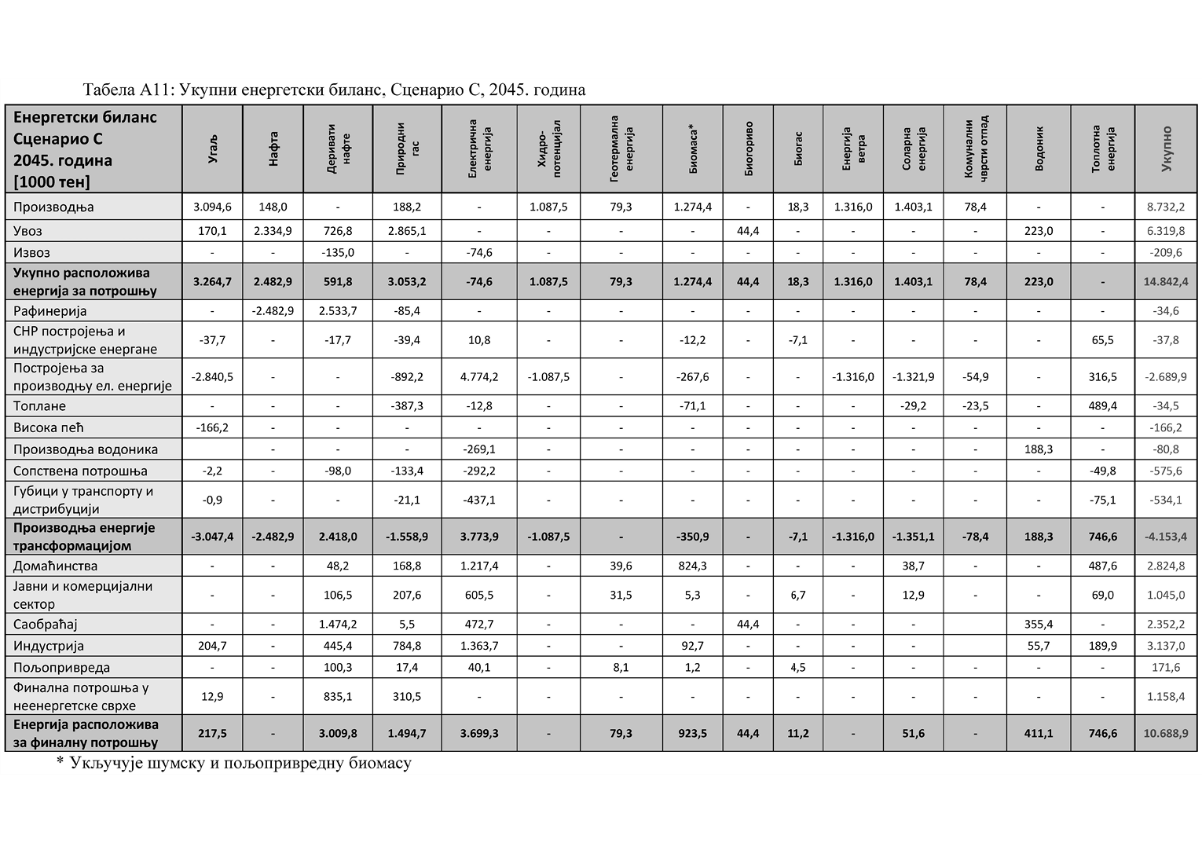 Табела А11: Укупни енергетски биланс, Сценарио С, 2045. година
Енергетски биланс
Сценарио С
2045. година
[1000 тен]
Угаљ
Нафта
Деривати нафте
Природни гас
Електрична енергија
Хидро-потенцијал
Геотермална енергија
Биомаса*
Биогориво
Биогас
Енергија ветра
Соларна енергија
Комунални чврсти отпад
Водоник
Топлотна енергија
Укупно
Производња 3.094,6 148,0 - 188,2 - 1.087,5 79,3 1.274,4 - 18,3 1.316,0 1.403,1 78,4 - - 8.732,2
Увоз 170,1 2.334,9 726,8 2.865,1 - - - - 44,4 - - - - 223,0 - 6.319,8
Извоз - - -135,0 - -74,6 - - - - - - - - - - -209,6
Укупно расположива
енергија за потрошњу 3.264,7 2.482,9 591,8 3.053,2 -74,6 1.087,5 79,3 1.274,4 44,4 18,3 1.316,0 1.403,1 78,4 223,0 - 14.842,4
Рафинерија - -2.482,9 2.533,7 -85,4 - - - - - - - - - - - -34,6
СНР постројења и
индустријске енергане -37,7 - -17,7 -39,4 10,8 - - -12,2 - -7,1 - - - - 65,5 -37,8
Постројења за
производњу ел. енергије -2.840,5 - - -892,2 4.774,2 -1.087,5 - -267,6 - - -1.316,0 -1.321,9 -54,9 - 316,5 -2.689,9
Топлане - - - -387,3 -12,8 - - -71,1 - - - -29,2 -23,5 - 489,4 -34,5
Висока пећ -166,2 - - - - - - - - - - - - - - -166,2
Производња водоника - - - -269,1 - - - - - - - - 188,3 - -80,8
Сопствена потрошња -2,2 - -98,0 -133,4 -292,2 - - - - - - - - - -49,8 -575,6
Губици у транспорту и
дистрибуцији -0,9 - - -21,1 -437,1 - - - - - - - - - -75,1 -534,1
Производња енергије
трансформацијом -3.047,4 -2.482,9 2.418,0 -1.558,9 3.773,9 -1.087,5 - -350,9 - -7,1 -1.316,0 -1.351,1 -78,4 188,3 746,6 -4.153,4
Домаћинства - - 48,2 168,8 1.217,4 - 39,6 824,3 - - - 38,7 - - 487,6 2.824,8
Јавни и комерцијални
сектор - - 106,5 207,6 605,5 - 31,5 5,3 - 6,7 - 12,9 - - 69,0 1.045,0
Саобраћај - - 1.474,2 5,5 472,7 - - - 44,4 - - - - 355,4 - 2.352,2
Индустрија 204,7 - 445,4 784,8 1.363,7 - - 92,7 - - - - 55,7 189,9 3.137,0
Пољопривреда - - 100,3 17,4 40,1 - 8,1 1,2 - 4,5 - - - - - 171,6
Финална потрошња у
неенергетске сврхе 12,9 - 835,1 310,5 - - - - - - - - - - 1.158,4
Енергија расположива
за финалну потрошњу 217,5 - 3.009,8 1.494,7 3.699,3 - 79,3 923,5 44,4 11,2 - 51,6 - 411,1 746,6 10.688,9
* Укључује шумску и пољопривредну биомасу